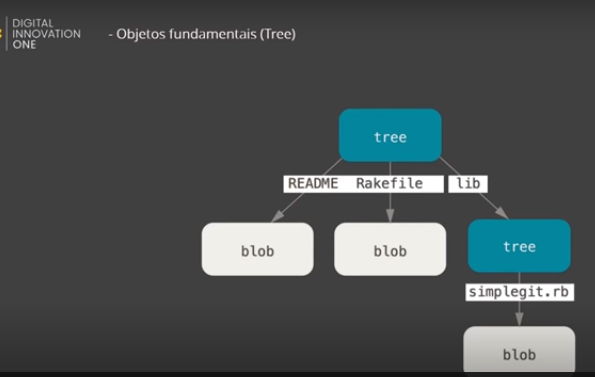 DIGITAL
INNOVATION
ONE
- Objetos fundamentais (Tree)
tree
README Rakefile lib
blob blob tree
simplegit.rb
blob